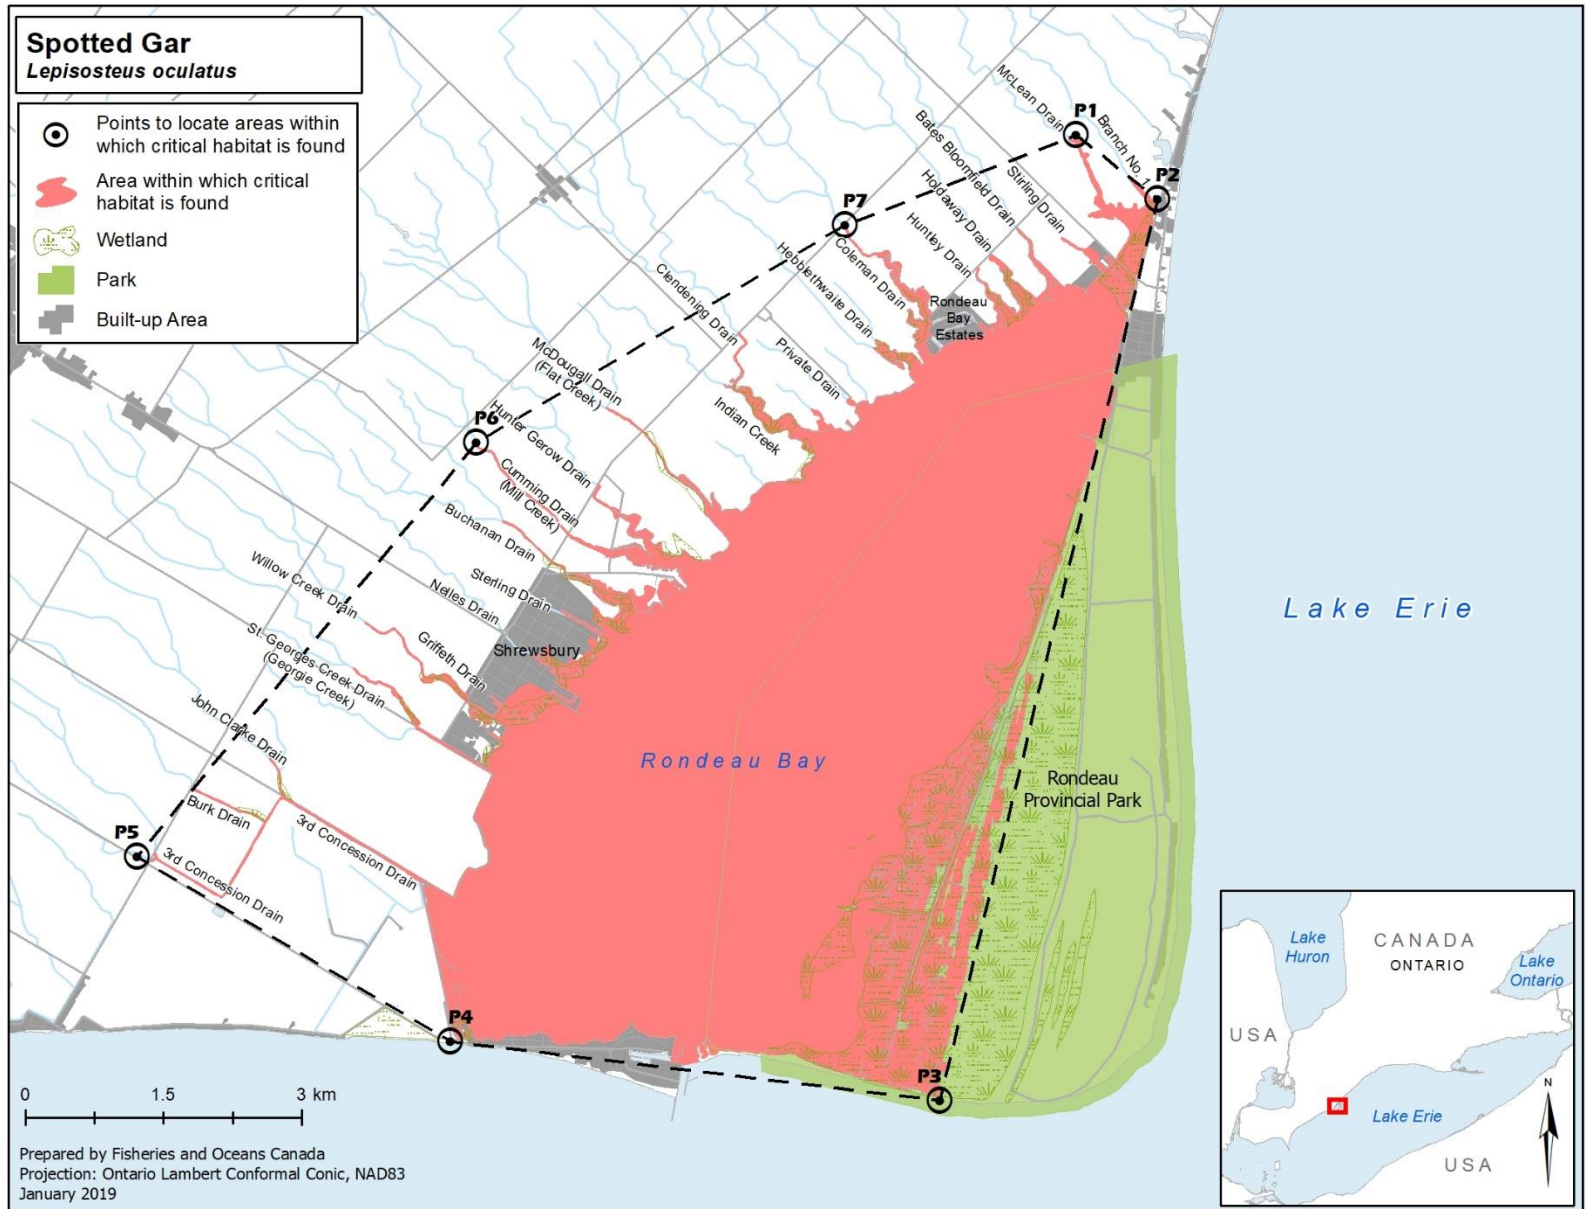 Spotted Gar
Lepisosteus oculatus
Points to locate areas within
which critical habitat is found
Area within which critical
habitat is found
Wetland
Park
Built-up Area
McLean Drain
P1
Branch No. 1
P2
Bates Bloomfield Drain
Stirling Drain
Holdaway Drain
Huntley Drain
P7
Coleman Drain
Hebblethwaite Drain
Rondeau
Bay
Estates
Clendening Drain
Private Drain
McDougall Drain
(Flat Creek)
Indian Creek
P6
Hunter Gerow Drain
Cumming Drain
(Mill Creek)
Buchanan Drain
Sterling Drain
Nelles Drain
Willow Creek Drain
Griffeth Drain
Shrewsbury
St. Georges Creek Drain
(Georgie Creek)
John Clarke Drain
Burk Drain
3rd Concession Drain
P5
3rd Concession Drain
Rondeau Bay
Lake Erie
Rondeau
Provincial Park
P4
P3
0 1.5 3 km
Prepared by Fisheries and Oceans Canada
Projection: Ontario Lambert Conformal Conic, NAD83
January 2019
Lake
Huron
CANADA
ONTARIO
Lake
Ontario
USA
Lake Erie
USA
N